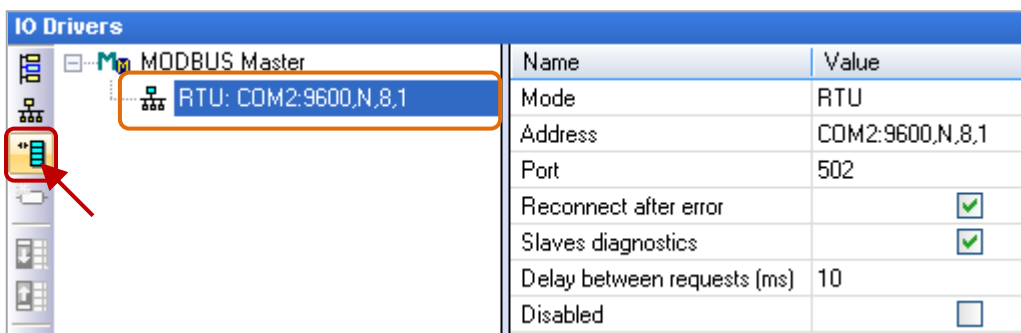 IO Drivers
MODBUS Master
RTU: COM2:9600,N,8,1
Name Value
Mode RTU
Address COM2:9600,N,8,1
Port 502
Reconnect after error
Slaves diagnostics
Delay between requests (ms) 10
Disabled